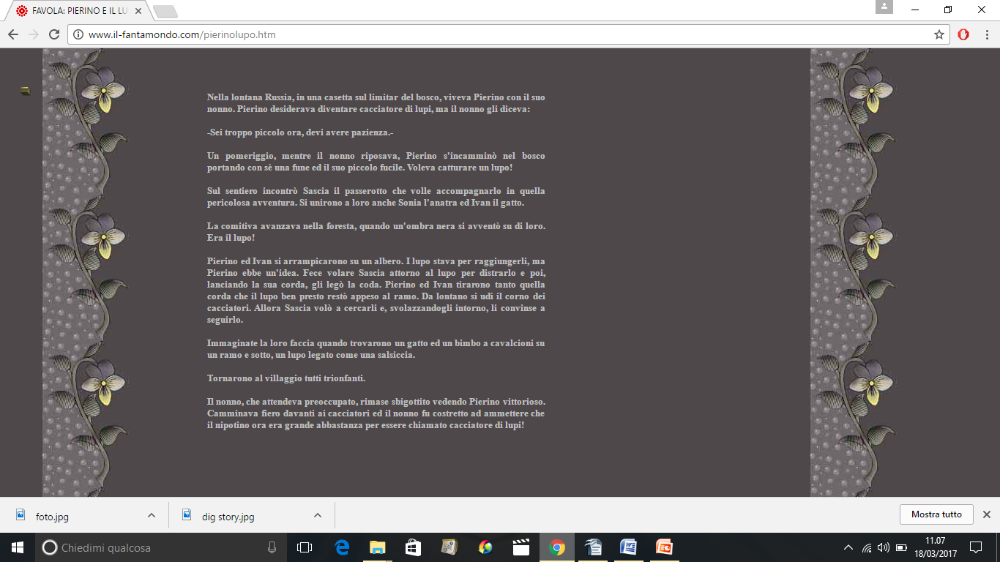 FAVOLA: PIERINO E IL LU
www.il-fantamondo.com/pierinolupo.htm
Nella lontana Russia, in una casetta sul limitar del bosco, viveva Pierino con il suo
nonno. Pierino desiderava diventare cacciatore di lupi, ma il nonno gli diceva:
-Sei troppo piccolo ora, devi avere pazienza.-
Un pomeriggio, mentre il nonno riposava, Pierino s'incamminò nel bosco
portando con sè una fune ed il suo piccolo fucile. Voleva catturare un lupo!
Sul sentiero incontrò Sascia il passerotto che volle accompagnarlo in quella
pericolosa avventura. Si unirono a loro anche Sonia l'anatra ed Ivan il gatto.
La comitiva avanzava nella foresta, quando un'ombra nera si avventò su di loro.
Era il lupo!
Pierino ed Ivan si arrampicarono su un albero. I lupo stava per raggiungerli, ma
Pierino ebbe un'idea. Fece volare Sascia attorno al lupo per distrarlo e poi,
lanciando la sua corda, gli legò la coda. Pierino ed Ivan tirarono tanto quella
corda che il lupo ben presto restò appeso al ramo. Da lontano si udì il corno dei
cacciatori. Allora Sascia volò a cercarli e, svolazzandogli intorno, li convinse a
seguirlo.
Immaginate la loro faccia quando trovarono un gatto ed un bimbo a cavalcioni su
un ramo e sotto, un lupo legato come una salsiccia.
Tornarono al villaggio tutti trionfanti.
Il nonno, che attendeva preoccupato, rimase sbigottito vedendo Pierino vittorioso.
Camminava fiero davanti ai cacciatori ed il nonno fu costretto ad ammettere che
il nipotino ora era grande abbastanza per essere chiamato cacciatore di lupi!
foto.jpg
dig story.jpg
Mostra tutto
Chiedimi qualcosa
11.07
18/03/2017